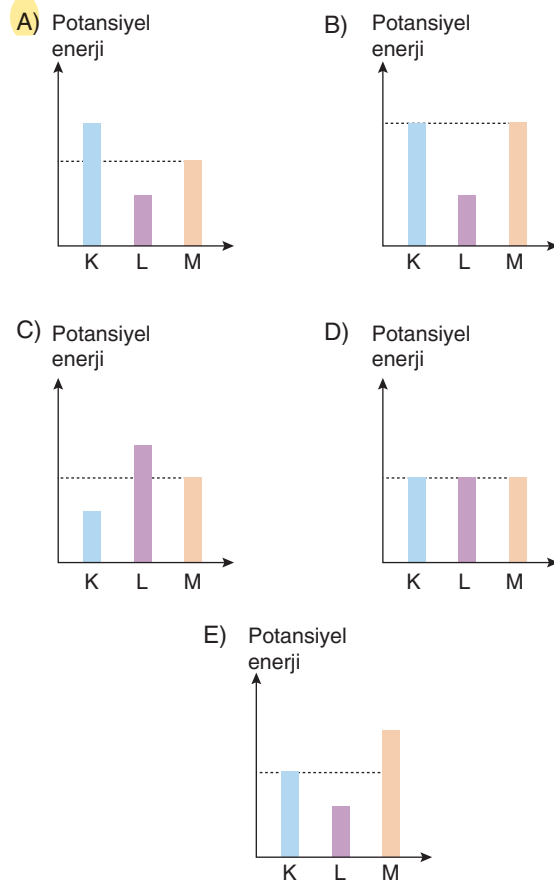 A) Potansiyel
enerji
K L M
B) Potansiyel
enerji
K L M
C) Potansiyel
enerji
K L M
D) Potansiyel
enerji
K L M
E) Potansiyel
enerji
K L M